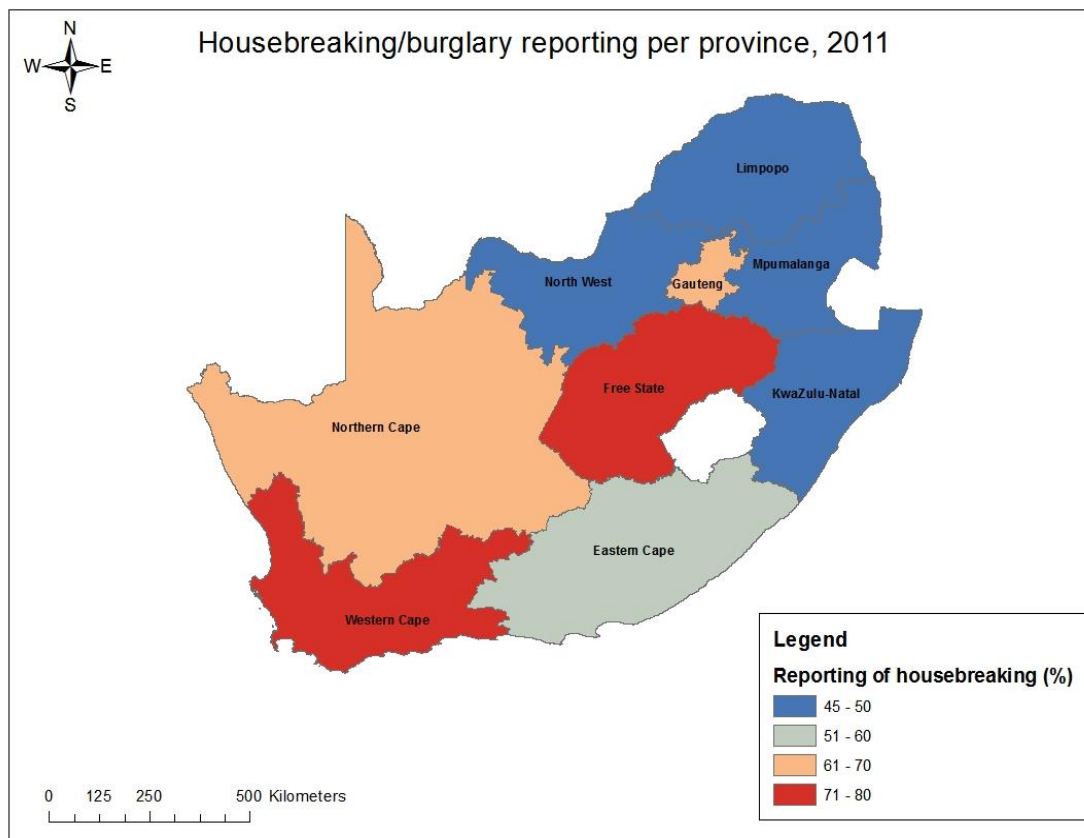 Housebreaking/burglary reporting per province, 2011
N
W E
S
Limpopo
Mpumalanga
North West
Gauteng
Free State
KwaZulu-Natal
Northern Cape
Eastern Cape
Western Cape
Legend
Reporting of housebreaking (%)
45 - 50
51 - 60
61 - 70
71 - 80
0 125 250 500 Kilometers